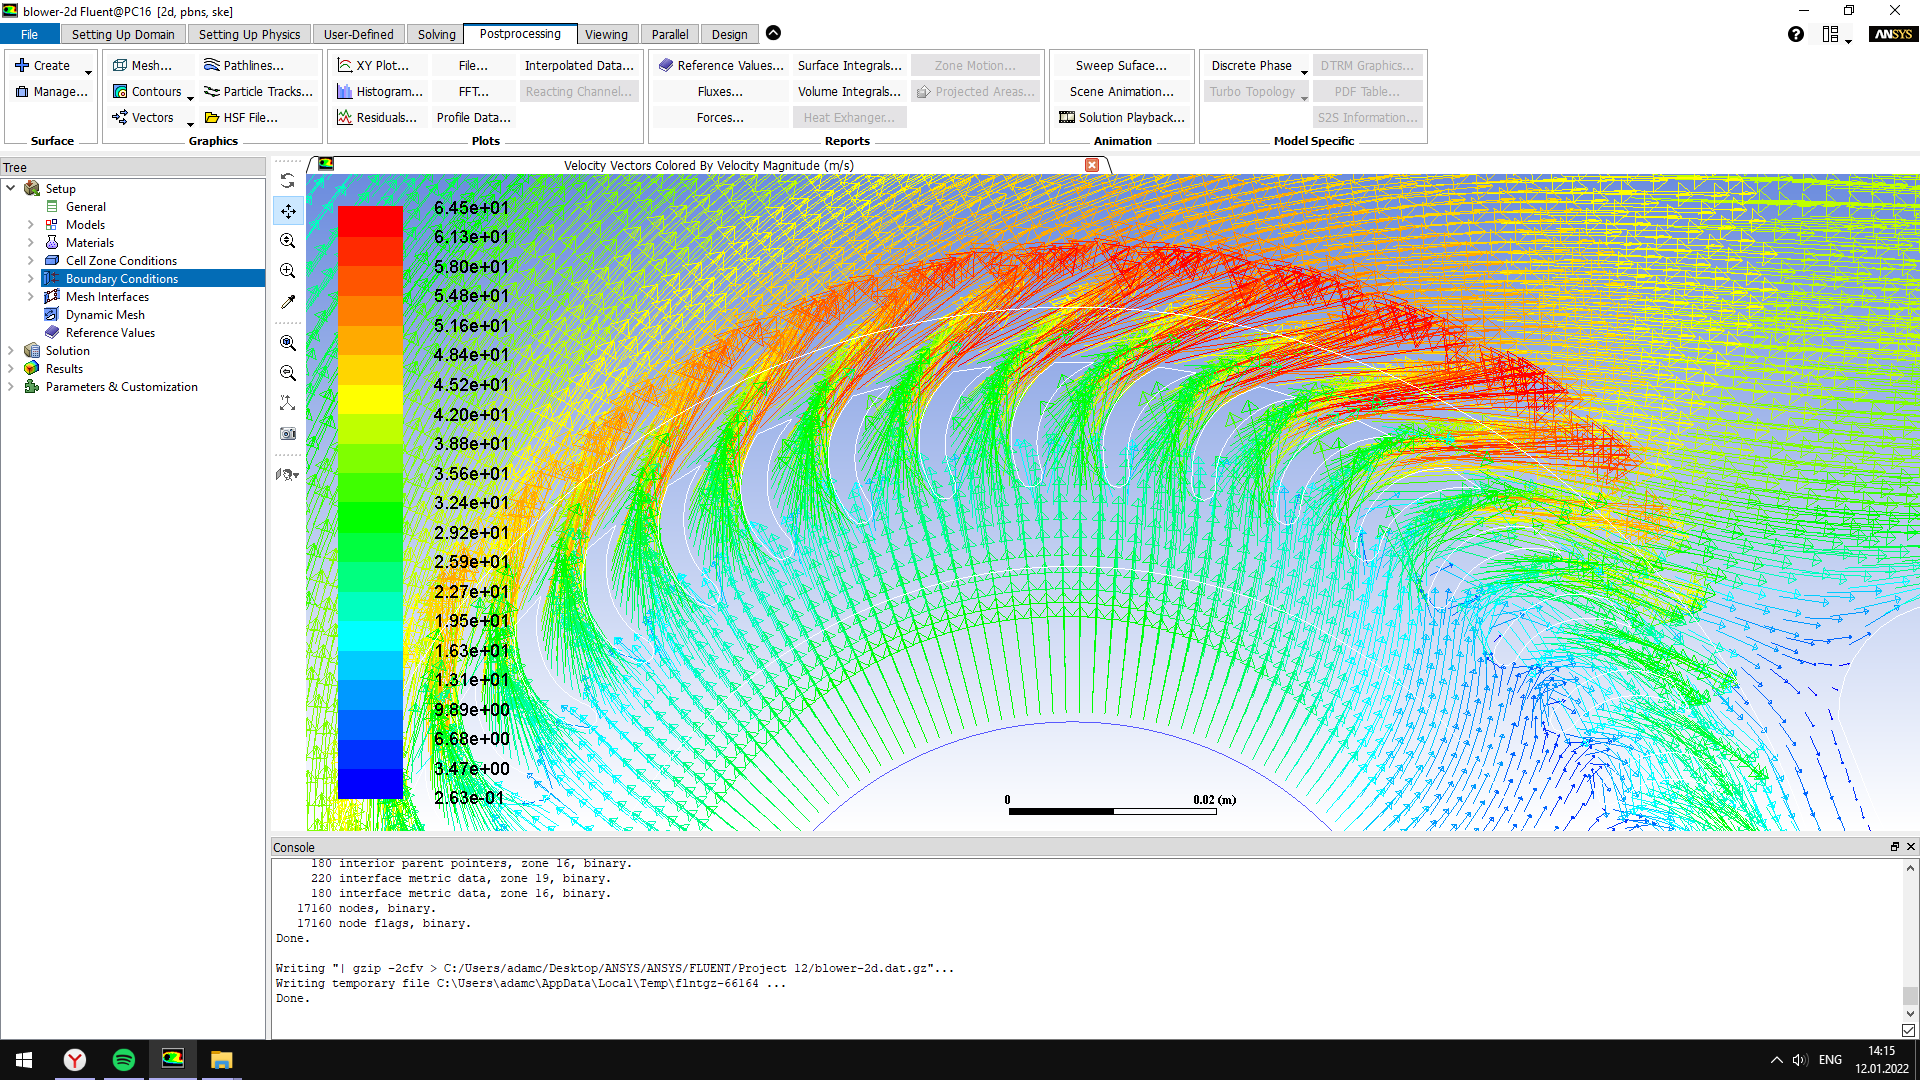 blower-2d Fluent@PC16 [2d, pbns, ske]
File Setting Up Domain Setting Up Physics User-Defined Solving Postprocessing Viewing Parallel Design
ANSYS
Create Mesh... Pathlines... XY Plot... File... Interpolated Data... Reference Values... Surface Integrals... Zone Motion... Sweep Suface... Discrete Phase DTRM Graphics...
Manage... Contours Particle Tracks... Histogram... FFT... Reacting Channel... Fluxes... Volume Integrals... Projected Areas... Scene Animation... Turbo Topology PDF Table...
Vectors HSF File... Residuals... Profile Data... Forces... Heat Exhanger... Solution Playback... S2S Information...
Surface Graphics Plots Reports Animation Model Specific
Tree
Setup
General
Models
Materials
Cell Zone Conditions
Boundary Conditions
Mesh Interfaces
Dynamic Mesh
Reference Values
Solution
Results
Parameters & Customization
Velocity Vectors Colored By Velocity Magnitude (m/s)
6.45e+01
6.13e+01
5.80e+01
5.48e+01
5.16e+01
4.84e+01
4.52e+01
4.20e+01
3.88e+01
3.56e+01
3.24e+01
2.92e+01
2.59e+01
2.27e+01
1.95e+01
1.63e+01
1.31e+01
9.89e+00
6.68e+00
3.47e+00
2.63e-01
0 0.02 (m)
Console
180 interior parent pointers, zone 16, binary.
220 interface metric data, zone 19, binary.
180 interface metric data, zone 16, binary.
17160 nodes, binary.
17160 node flags, binary.
Done.
Writing "| gzip -2cfv > C:/Users/adamc/Desktop/ANSYS/ANSYS/FLUENT/Project 12/blower-2d.dat.gz"...
Writing temporary file C:\Users\adamc\AppData\Local\Temp\flntgz-66164 ...
Done.
ENG
14:15
12.01.2022